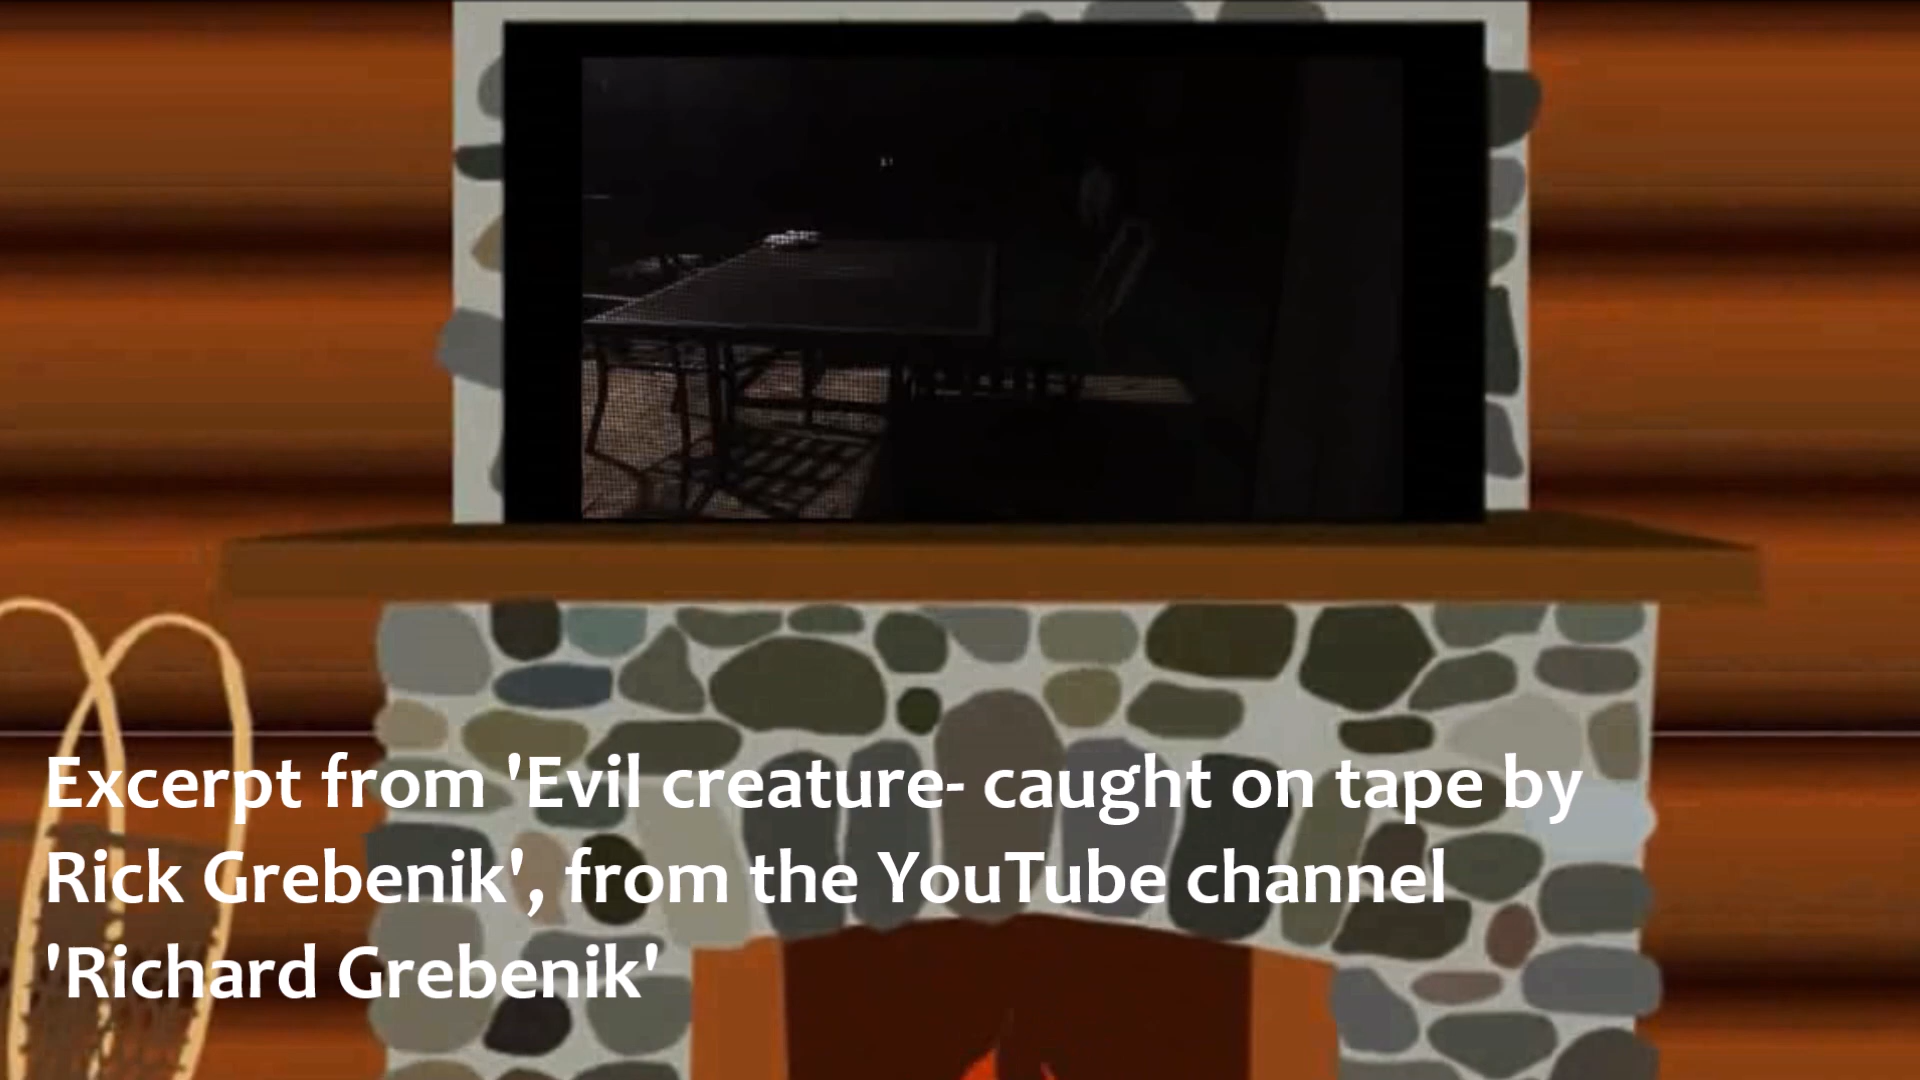 Excerpt from 'Evil creature- caught on tape by
Rick Grebenik', from the YouTube channel
'Richard Grebenik'